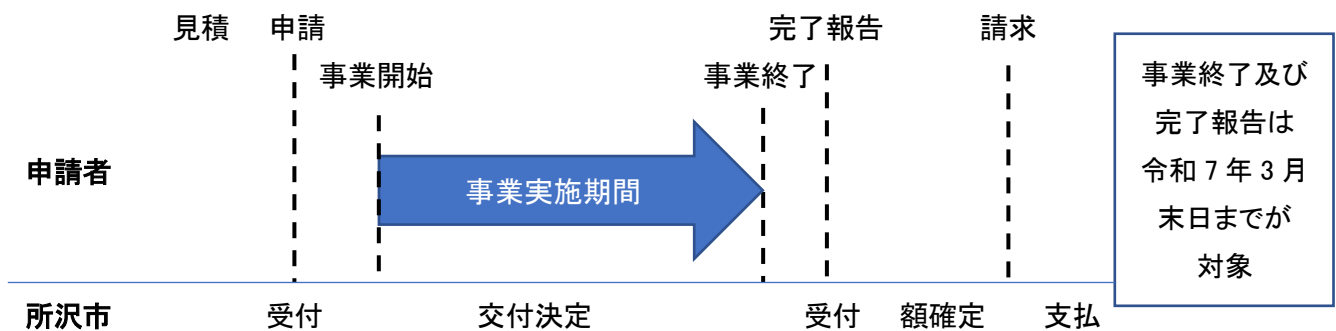 見積 申請 完了報告 請求
事業開始 事業終了
申請者 事業実施期間
事業終了及び
完了報告は
令和7年3月
末日までが
対象
所沢市 受付 交付決定 受付 額確定 支払